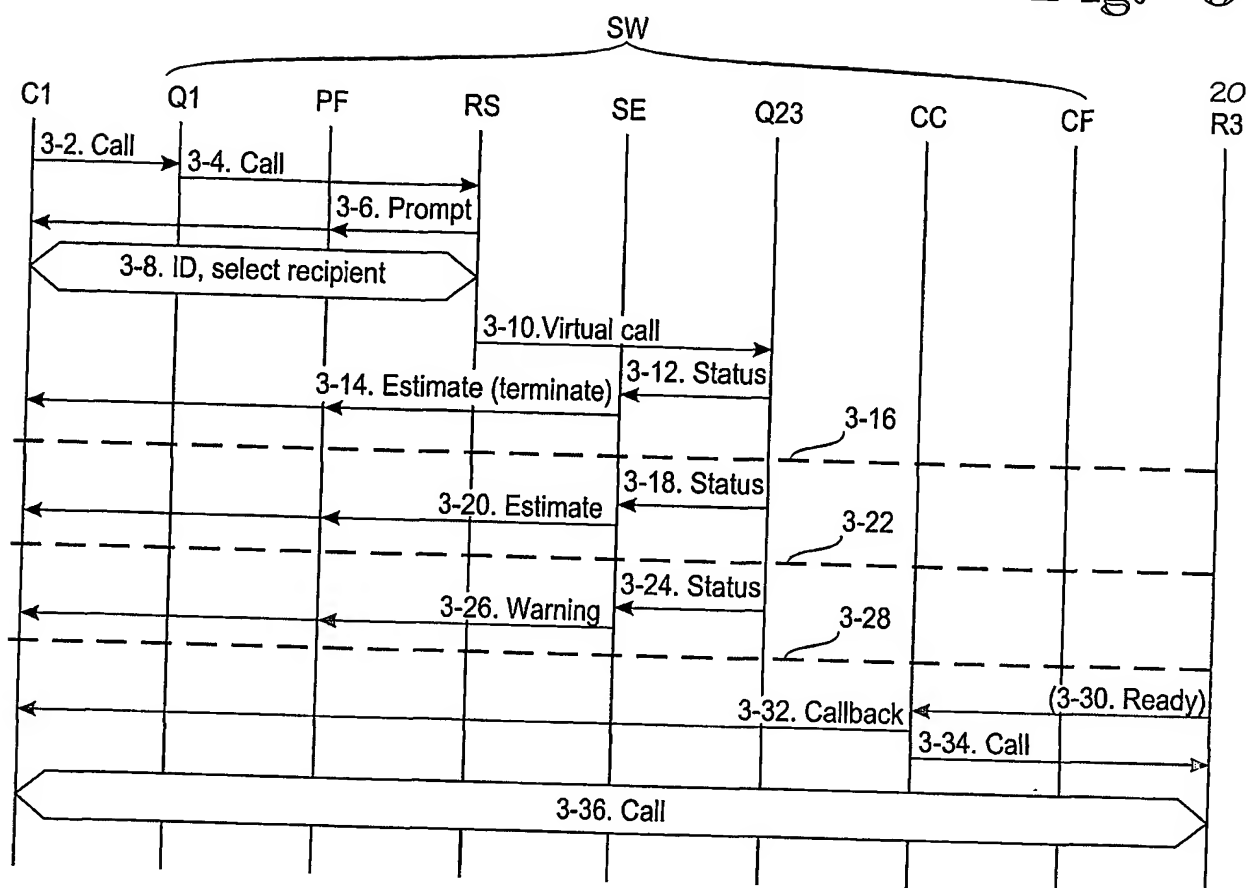 SW
C1 Q1 PF RS SE Q23 CC CF 20
R3
3-2. Call
3-4. Call
3-6. Prompt
3-8. ID, select recipient
3-10.Virtual call
3-12. Status
3-14. Estimate (terminate)
3-16
3-18. Status
3-20. Estimate
3-22
3-24. Status
3-26. Warning
3-28
(3-30. Ready)
3-32. Callback
3-34. Call
3-36. Call